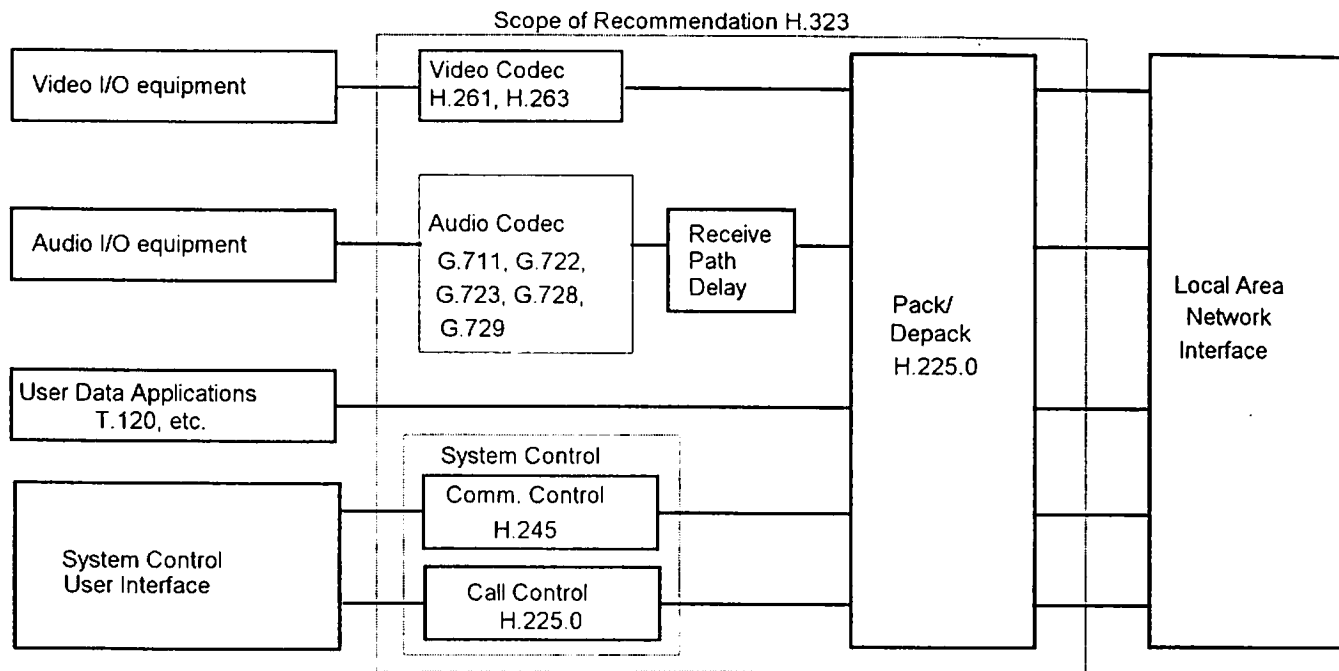 Scope of Recommendation H.323
Video I/O equipment
Video Codec
H.261, H.263
Audio I/O equipment
Audio Codec
G.711, G.722,
G.723, G.728,
G.729
Receive
Path
Delay
User Data Applications
T.120, etc.
System Control
User Interface
System Control
Comm. Control
H.245
Call Control
H.225.0
Pack/
Depack
H.225.0
Local Area
Network
Interface